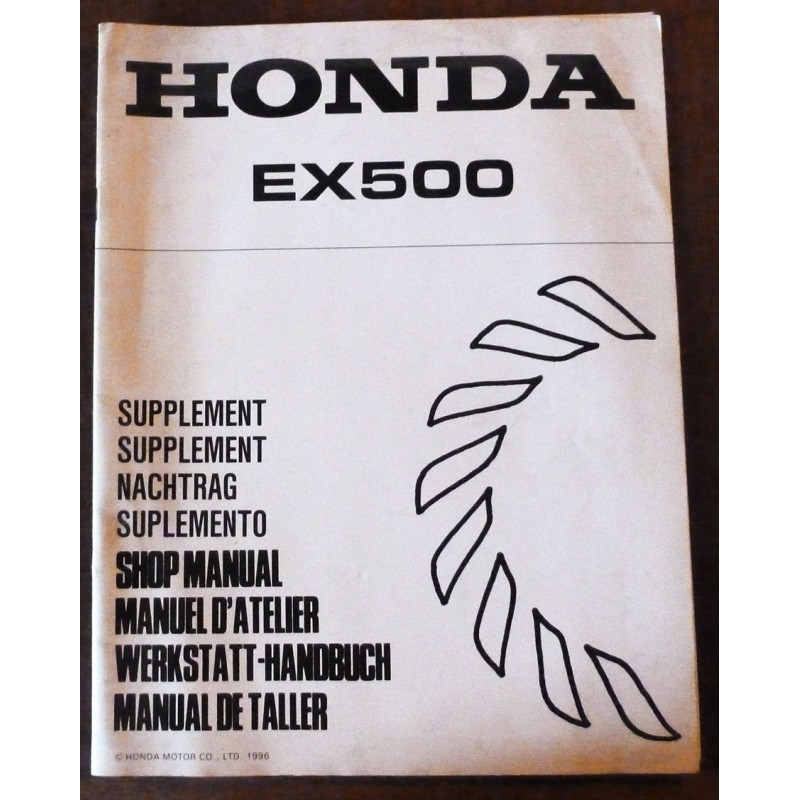 HONDA
EX500
SUPPLEMENT
SUPPLEMENT
NACHTRAG
SUPLEMENTO
SHOP MANUAL
MANUEL D'ATELIER
WERKSTATT-HANDBUCH
MANUAL DE TALLER
© HONDA MOTOR CO., LTD. 1996